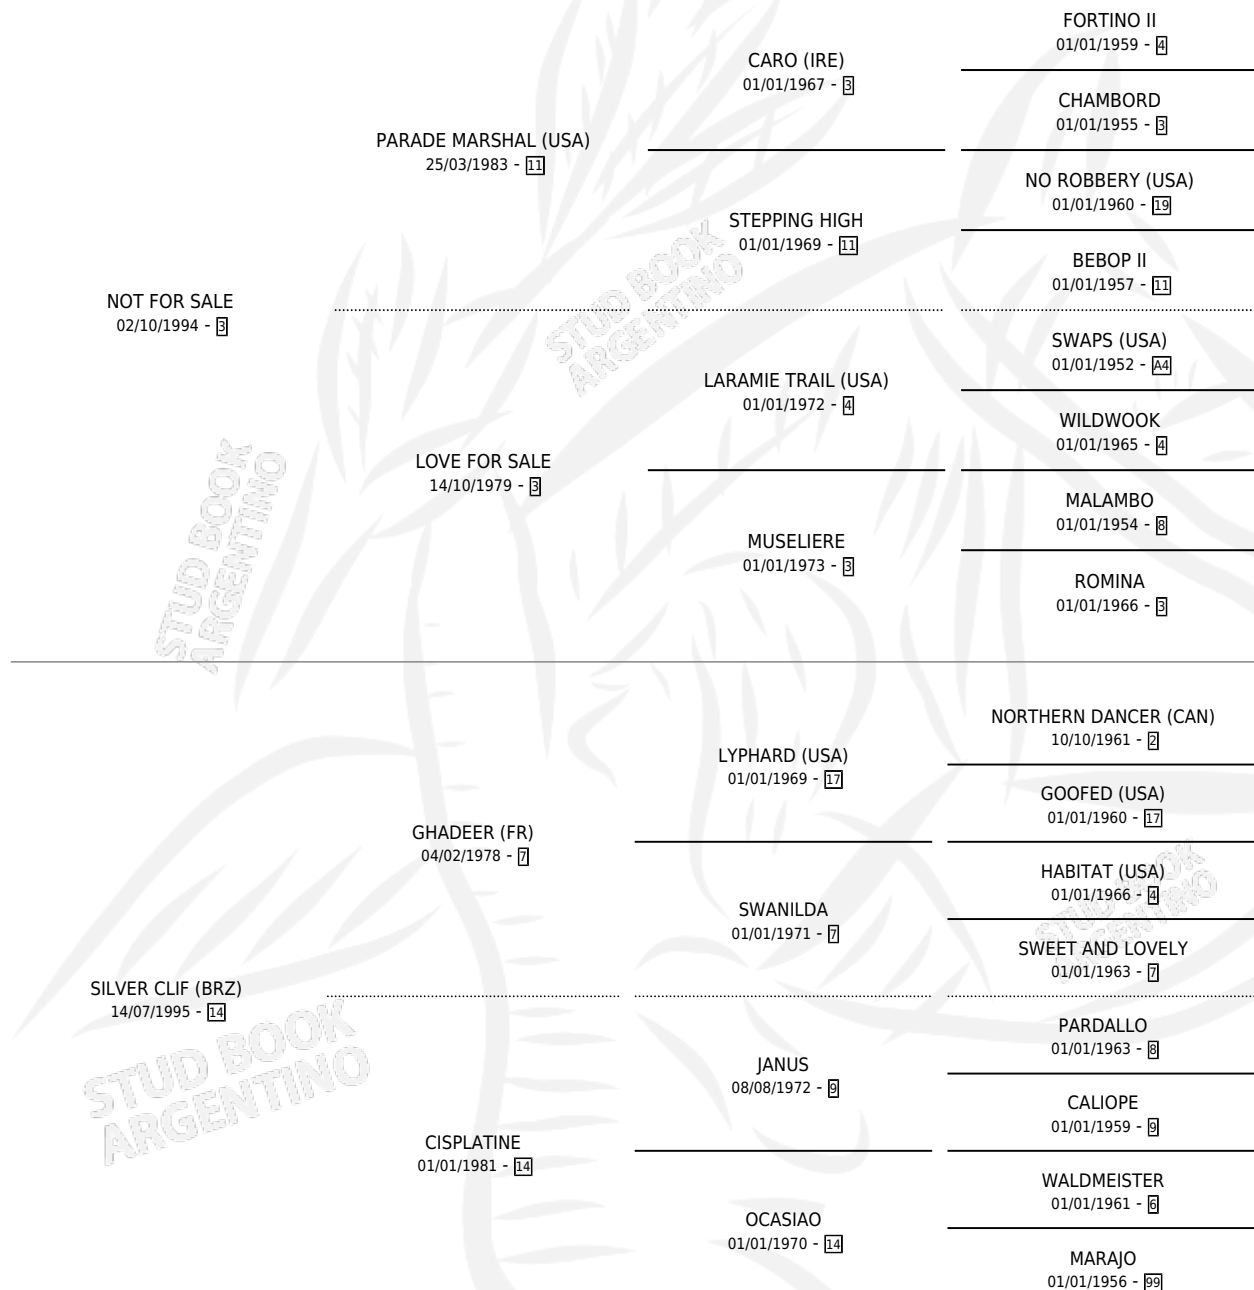 FORTINO II
01/01/1959 - 4
CARO (IRE)
01/01/1967 - 3
CHAMBORD
01/01/1955 - 3
PARADE MARSHAL (USA)
25/03/1983 - 11
NO ROBBERY (USA)
01/01/1960 - 19
STEPPING HIGH
01/01/1969 - 11
BEBOP II
01/01/1957 - 11
NOT FOR SALE
02/10/1994 - 3
SWAPS (USA)
01/01/1952 - A4
LARAMIE TRAIL (USA)
01/01/1972 - 4
WILDWOOK
01/01/1965 - 4
LOVE FOR SALE
14/10/1979 - 3
MALAMBO
01/01/1954 - 8
MUSELIERE
01/01/1973 - 3
ROMINA
01/01/1966 - 3
NORTHERN DANCER (CAN)
10/10/1961 - 2
LYPHARD (USA)
01/01/1969 - 17
GOOFED (USA)
01/01/1960 - 17
GHADEER (FR)
04/02/1978 - 7
HABITAT (USA)
01/01/1966 - 4
SWANILDA
01/01/1971 - 7
SWEET AND LOVELY
01/01/1963 - 7
SILVER CLIF (BRZ)
14/07/1995 - 14
PARDALLO
01/01/1963 - 8
JANUS
08/08/1972 - 9
CALIOPE
01/01/1959 - 9
CISPLATINE
01/01/1981 - 14
WALDMEISTER
01/01/1961 - 6
OCASIAO
01/01/1970 - 14
MARAJO
01/01/1956 - 99
STUD BOOK
ARGENTINO
STUD BOOK
ARGENTINO
STUD BOOK
ARGENTINO
STUD BOOK
ARGENTINO